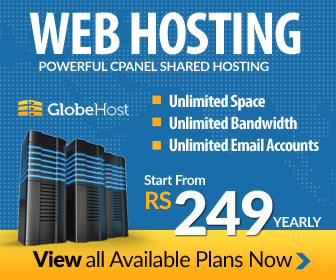 WEB HOSTING
POWERFUL CPANEL SHARED HOSTING
GlobeHost
Unlimited Space
Unlimited Bandwidth
Unlimited Email Accounts
Start From
RS 249 YEARLY
View all Available Plans Now